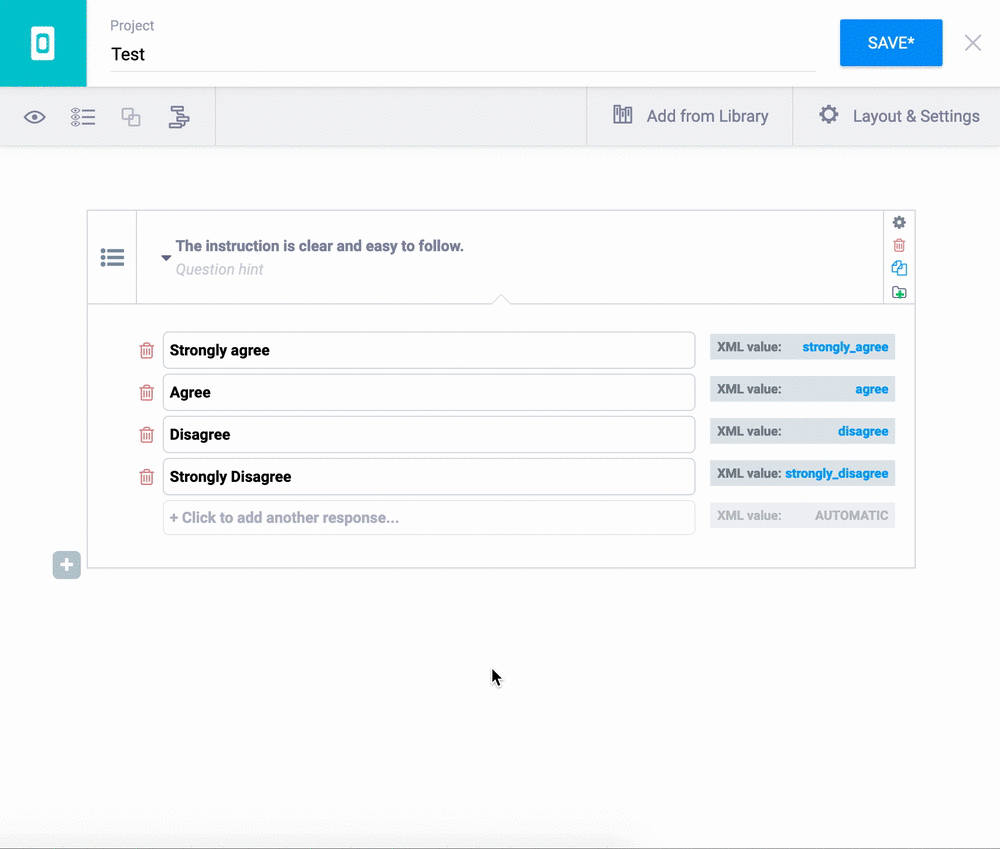 Project
Test
SAVE*
Add from Library
Layout & Settings
The instruction is clear and easy to follow.
Question hint
Strongly agree
XML value: strongly_agree
Agree
XML value: agree
Disagree
XML value: disagree
Strongly Disagree
XML value: strongly_disagree
+ Click to add another response...
XML value: AUTOMATIC